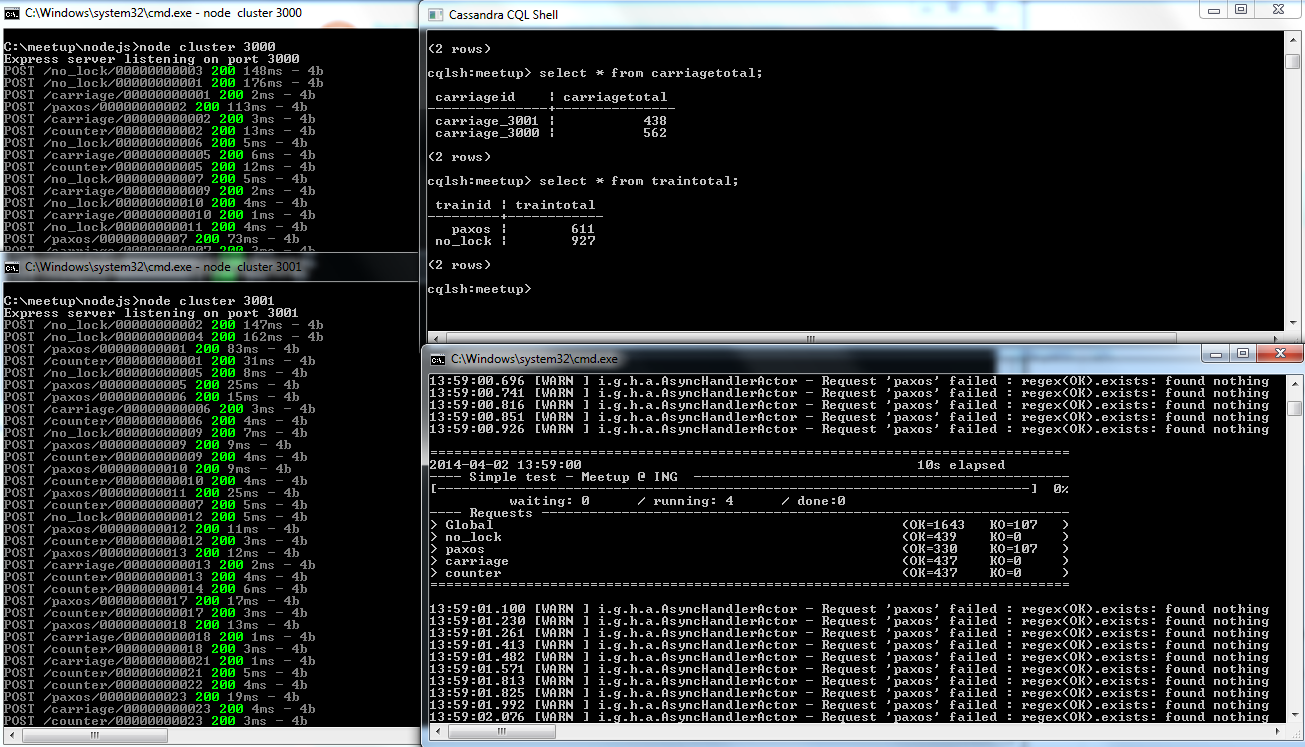 C:\Windows\system32\cmd.exe - node  cluster 3000
C:\meetup\nodejs>node cluster 3000
Express server listening on port 3000
POST /no_lock/00000000003 200 148ms - 4b
POST /no_lock/00000000001 200 176ms - 4b
POST /carriage/00000000001 200 2ms - 4b
POST /paxos/00000000002 200 113ms - 4b
POST /carriage/00000000002 200 3ms - 4b
POST /counter/00000000002 200 13ms - 4b
POST /no_lock/00000000006 200 5ms - 4b
POST /carriage/00000000005 200 6ms - 4b
POST /counter/00000000005 200 12ms - 4b
POST /no_lock/00000000007 200 5ms - 4b
POST /carriage/00000000009 200 2ms - 4b
POST /no_lock/00000000010 200 4ms - 4b
POST /carriage/00000000010 200 1ms - 4b
POST /no_lock/00000000011 200 4ms - 4b
POST /paxos/00000000007 200 73ms - 4b
C:\Windows\system32\cmd.exe - node  cluster 3001
C:\meetup\nodejs>node cluster 3001
Express server listening on port 3001
POST /no_lock/00000000002 200 147ms - 4b
POST /no_lock/00000000004 200 162ms - 4b
POST /paxos/00000000001 200 83ms - 4b
POST /counter/00000000001 200 31ms - 4b
POST /no_lock/00000000005 200 8ms - 4b
POST /paxos/00000000005 200 25ms - 4b
POST /paxos/00000000006 200 15ms - 4b
POST /carriage/00000000006 200 3ms - 4b
POST /counter/00000000006 200 4ms - 4b
POST /no_lock/00000000009 200 7ms - 4b
POST /paxos/00000000009 200 9ms - 4b
POST /counter/00000000009 200 4ms - 4b
POST /paxos/00000000010 200 9ms - 4b
POST /counter/00000000010 200 4ms - 4b
POST /paxos/00000000011 200 25ms - 4b
POST /counter/00000000007 200 5ms - 4b
POST /no_lock/00000000012 200 5ms - 4b
POST /paxos/00000000012 200 11ms - 4b
POST /counter/00000000012 200 3ms - 4b
POST /paxos/00000000013 200 12ms - 4b
POST /carriage/00000000013 200 2ms - 4b
POST /counter/00000000013 200 4ms - 4b
POST /counter/00000000014 200 6ms - 4b
POST /paxos/00000000017 200 17ms - 4b
POST /counter/00000000017 200 3ms - 4b
POST /paxos/00000000018 200 13ms - 4b
POST /carriage/00000000018 200 1ms - 4b
POST /counter/00000000018 200 3ms - 4b
POST /carriage/00000000021 200 1ms - 4b
POST /counter/00000000021 200 5ms - 4b
POST /counter/00000000022 200 4ms - 4b
POST /paxos/00000000023 200 19ms - 4b
POST /carriage/00000000023 200 4ms - 4b
POST /counter/00000000023 200 3ms - 4b
Cassandra CQL Shell
(2 rows)
cqlsh:meetup> select * from carriagetotal;
carriageid | carriagetotal
carriage_3001 | 438
carriage_3000 | 562
(2 rows)
cqlsh:meetup> select * from traintotal;
trainid | traintotal
paxos | 611
no_lock | 927
(2 rows)
cqlsh:meetup>
C:\Windows\system32\cmd.exe
13:59:00.696 [WARN ] i.g.h.a.AsyncHandlerActor - Request 'paxos' failed : regex(OK).exists: found nothing
13:59:00.741 [WARN ] i.g.h.a.AsyncHandlerActor - Request 'paxos' failed : regex(OK).exists: found nothing
13:59:00.816 [WARN ] i.g.h.a.AsyncHandlerActor - Request 'paxos' failed : regex(OK).exists: found nothing
13:59:00.851 [WARN ] i.g.h.a.AsyncHandlerActor - Request 'paxos' failed : regex(OK).exists: found nothing
13:59:00.926 [WARN ] i.g.h.a.AsyncHandlerActor - Request 'paxos' failed : regex(OK).exists: found nothing
================================================================================
2014-04-02 13:59:00 10s elapsed
---- Simple test - Meetup @ ING -----------------------------------------------
[--------------------------------------------------------------------------] 0%
waiting: 0 / running: 4 / done:0
---- Requests ------------------------------------------------------------------
> Global (OK=1643 KO=107 )
> no_lock (OK=439 KO=0 )
> paxos (OK=330 KO=107 )
> carriage (OK=437 KO=0 )
> counter (OK=437 KO=0 )
================================================================================
13:59:01.100 [WARN ] i.g.h.a.AsyncHandlerActor - Request 'paxos' failed : regex(OK).exists: found nothing
13:59:01.230 [WARN ] i.g.h.a.AsyncHandlerActor - Request 'paxos' failed : regex(OK).exists: found nothing
13:59:01.261 [WARN ] i.g.h.a.AsyncHandlerActor - Request 'paxos' failed : regex(OK).exists: found nothing
13:59:01.413 [WARN ] i.g.h.a.AsyncHandlerActor - Request 'paxos' failed : regex(OK).exists: found nothing
13:59:01.482 [WARN ] i.g.h.a.AsyncHandlerActor - Request 'paxos' failed : regex(OK).exists: found nothing
13:59:01.571 [WARN ] i.g.h.a.AsyncHandlerActor - Request 'paxos' failed : regex(OK).exists: found nothing
13:59:01.813 [WARN ] i.g.h.a.AsyncHandlerActor - Request 'paxos' failed : regex(OK).exists: found nothing
13:59:01.825 [WARN ] i.g.h.a.AsyncHandlerActor - Request 'paxos' failed : regex(OK).exists: found nothing
13:59:01.992 [WARN ] i.g.h.a.AsyncHandlerActor - Request 'paxos' failed : regex(OK).exists: found nothing
13:59:02.076 [WARN ] i.g.h.a.AsyncHandlerActor - Request 'paxos' failed : regex(OK).exists: found nothing